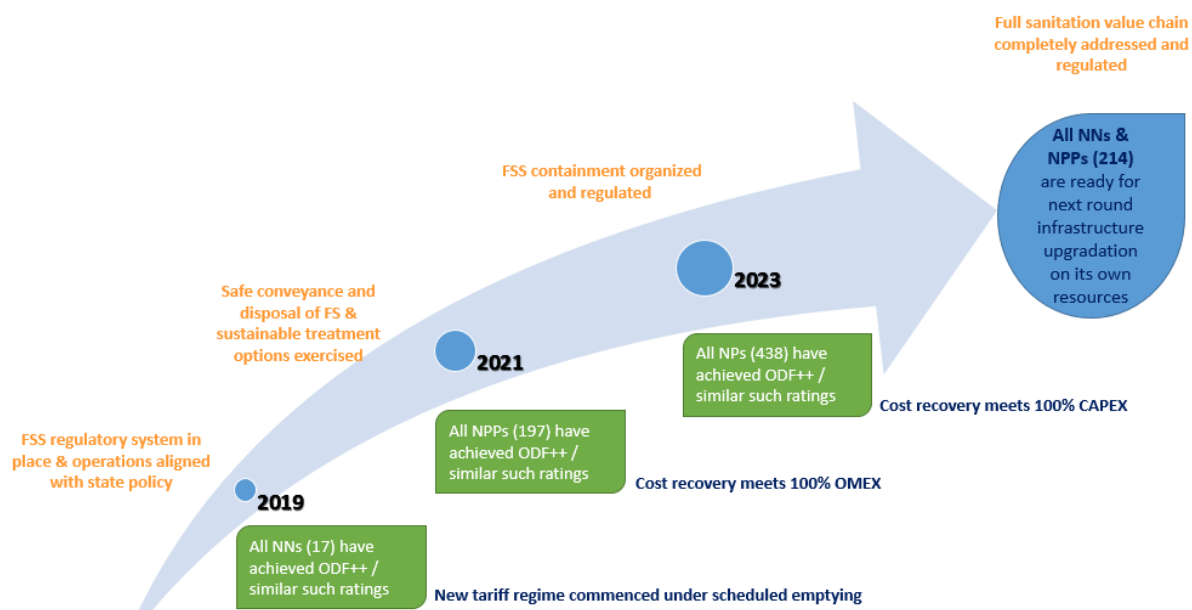 Full sanitation value chain
completely addressed and
regulated
All NNs &
NPPs (214)
are ready for
next round
infrastructure
upgradation
on its own
resources
FSS containment organized
and regulated
2023
All NPs (438) have
achieved ODF++ /
similar such ratings
Cost recovery meets 100% CAPEX
Safe conveyance and
disposal of FS &
sustainable treatment
options exercised
2021
All NPPs (197) have
achieved ODF++ /
similar such ratings
Cost recovery meets 100% OMEX
FSS regulatory system in
place & operations aligned
with state policy
2019
All NNs (17) have
achieved ODF++ /
similar such ratings
New tariff regime commenced under scheduled emptying